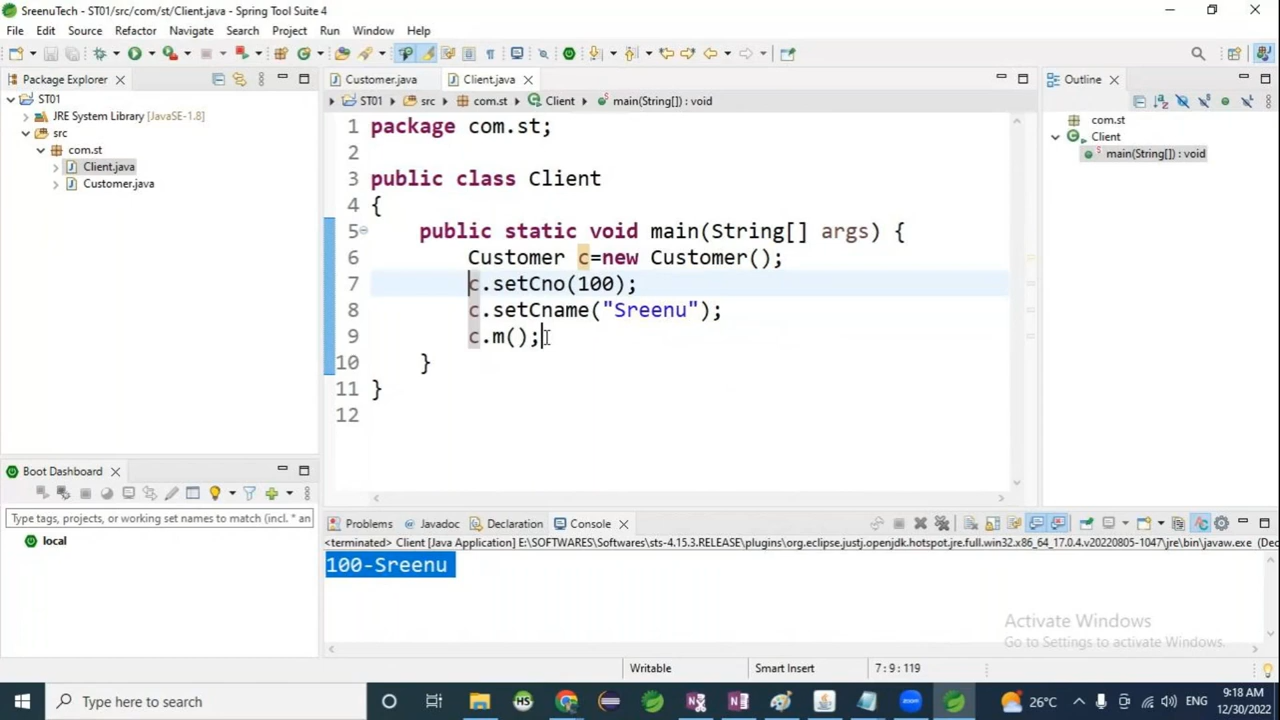 SreenuTech - ST01/src/com/st/Client.java - Spring Tool Suite 4
File Edit Source Refactor Navigate Search Project Run Window Help
Package Explorer
Customer.java Client.java
Outline
ST01 src com.st Client main(String[]) : void
ST01
JRE System Library [JavaSE-1.8]
src
com.st
Client.java
Customer.java
1 package com.st;
2
3 public class Client
4 {
5 public static void main(String[] args) {
6 Customer c=new Customer();
7 c.setCno(100);
8 c.setCname("Sreenu");
9 c.m();
10 }
11 }
12
com.st
Client
main(String[]) : void
Boot Dashboard
Type tags, projects, or working set names to match (incl. * an
local
Problems Javadoc Declaration Console
<terminated> Client [Java Application] E:\SOFTWARES\Softwares\sts-4.15.3.RELEASE\plugins\org.eclipse.justj.openjdk.hotspot.jre.full.win32.x86_64_17.0.4.v20220805-1047\jre\bin\javaw.exe (Dec
100-Sreenu
Activate Windows
Go to Settings to activate Windows.
Writable Smart Insert 7 : 9 : 119
Type here to search
HS
zoom
26°C
ENG
9:18 AM
12/30/2022